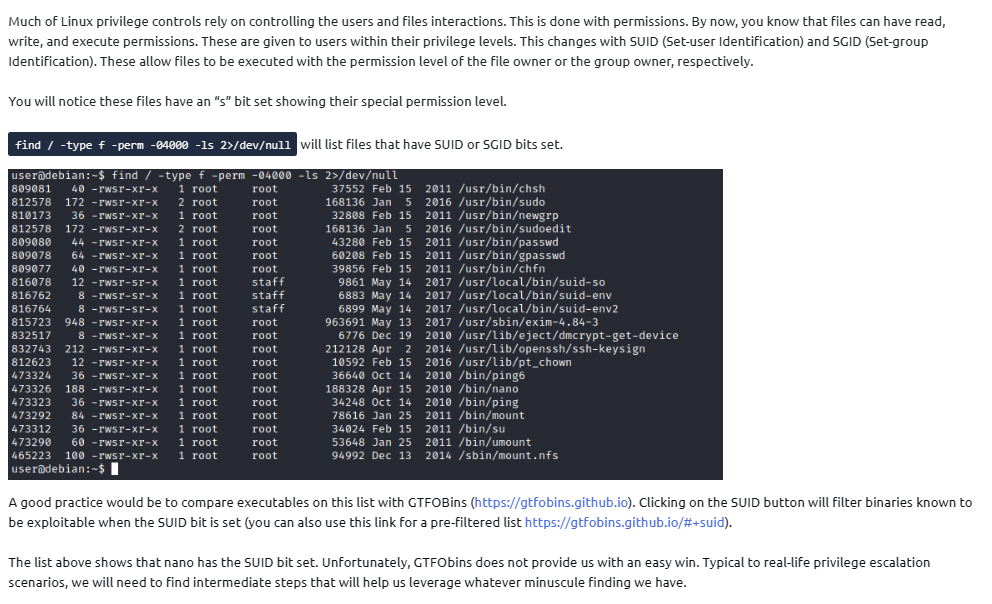 Much of Linux privilege controls rely on controlling the users and files interactions. This is done with permissions. By now, you know that files can have read,
write, and execute permissions. These are given to users within their privilege levels. This changes with SUID (Set-user Identification) and SGID (Set-group
Identification). These allow files to be executed with the permission level of the file owner or the group owner, respectively.
You will notice these files have an “s” bit set showing their special permission level.
find / -type f -perm -04000 -ls 2>/dev/null will list files that have SUID or SGID bits set.
user@debian:~$ find / -type f -perm -04000 -ls 2>/dev/null
809081 40 -rwsr-xr-x 1 root root 37552 Feb 15 2011 /usr/bin/chsh
812578 172 -rwsr-xr-x 2 root root 168136 Jan 5 2016 /usr/bin/sudo
810173 36 -rwsr-xr-x 1 root root 32808 Feb 15 2011 /usr/bin/newgrp
812578 172 -rwsr-xr-x 2 root root 168136 Jan 5 2016 /usr/bin/sudoedit
809080 44 -rwsr-xr-x 1 root root 43280 Feb 15 2011 /usr/bin/passwd
809078 64 -rwsr-xr-x 1 root root 60208 Feb 15 2011 /usr/bin/gpasswd
809077 40 -rwsr-xr-x 1 root root 39856 Feb 15 2011 /usr/bin/chfn
816078 12 -rwsr-sr-x 1 root staff 9861 May 14 2017 /usr/local/bin/suid-so
816762 8 -rwsr-sr-x 1 root staff 6883 May 14 2017 /usr/local/bin/suid-env
816764 8 -rwsr-sr-x 1 root staff 6899 May 14 2017 /usr/local/bin/suid-env2
815723 948 -rwsr-xr-x 1 root root 963691 May 13 2017 /usr/sbin/exim-4.84-3
832517 8 -rwsr-xr-x 1 root root 6776 Dec 19 2010 /usr/lib/eject/dmcrypt-get-device
832743 212 -rwsr-xr-x 1 root root 212128 Apr 2 2014 /usr/lib/openssh/ssh-keysign
812623 12 -rwsr-xr-x 1 root root 10592 Feb 15 2016 /usr/lib/pt_chown
473324 36 -rwsr-xr-x 1 root root 36640 Oct 14 2010 /bin/ping6
473326 188 -rwsr-xr-x 1 root root 188328 Apr 15 2010 /bin/nano
473323 36 -rwsr-xr-x 1 root root 34248 Oct 14 2010 /bin/ping
473292 84 -rwsr-xr-x 1 root root 78616 Jan 25 2011 /bin/mount
473312 36 -rwsr-xr-x 1 root root 34024 Feb 15 2011 /bin/su
473290 60 -rwsr-xr-x 1 root root 53648 Jan 25 2011 /bin/umount
465223 100 -rwsr-xr-x 1 root root 94992 Dec 13 2014 /sbin/mount.nfs
user@debian:~$
A good practice would be to compare executables on this list with GTFOBins (https://gtfobins.github.io). Clicking on the SUID button will filter binaries known to
be exploitable when the SUID bit is set (you can also use this link for a pre-filtered list https://gtfobins.github.io/#+suid).
The list above shows that nano has the SUID bit set. Unfortunately, GTFObins does not provide us with an easy win. Typical to real-life privilege escalation
scenarios, we will need to find intermediate steps that will help us leverage whatever minuscule finding we have.